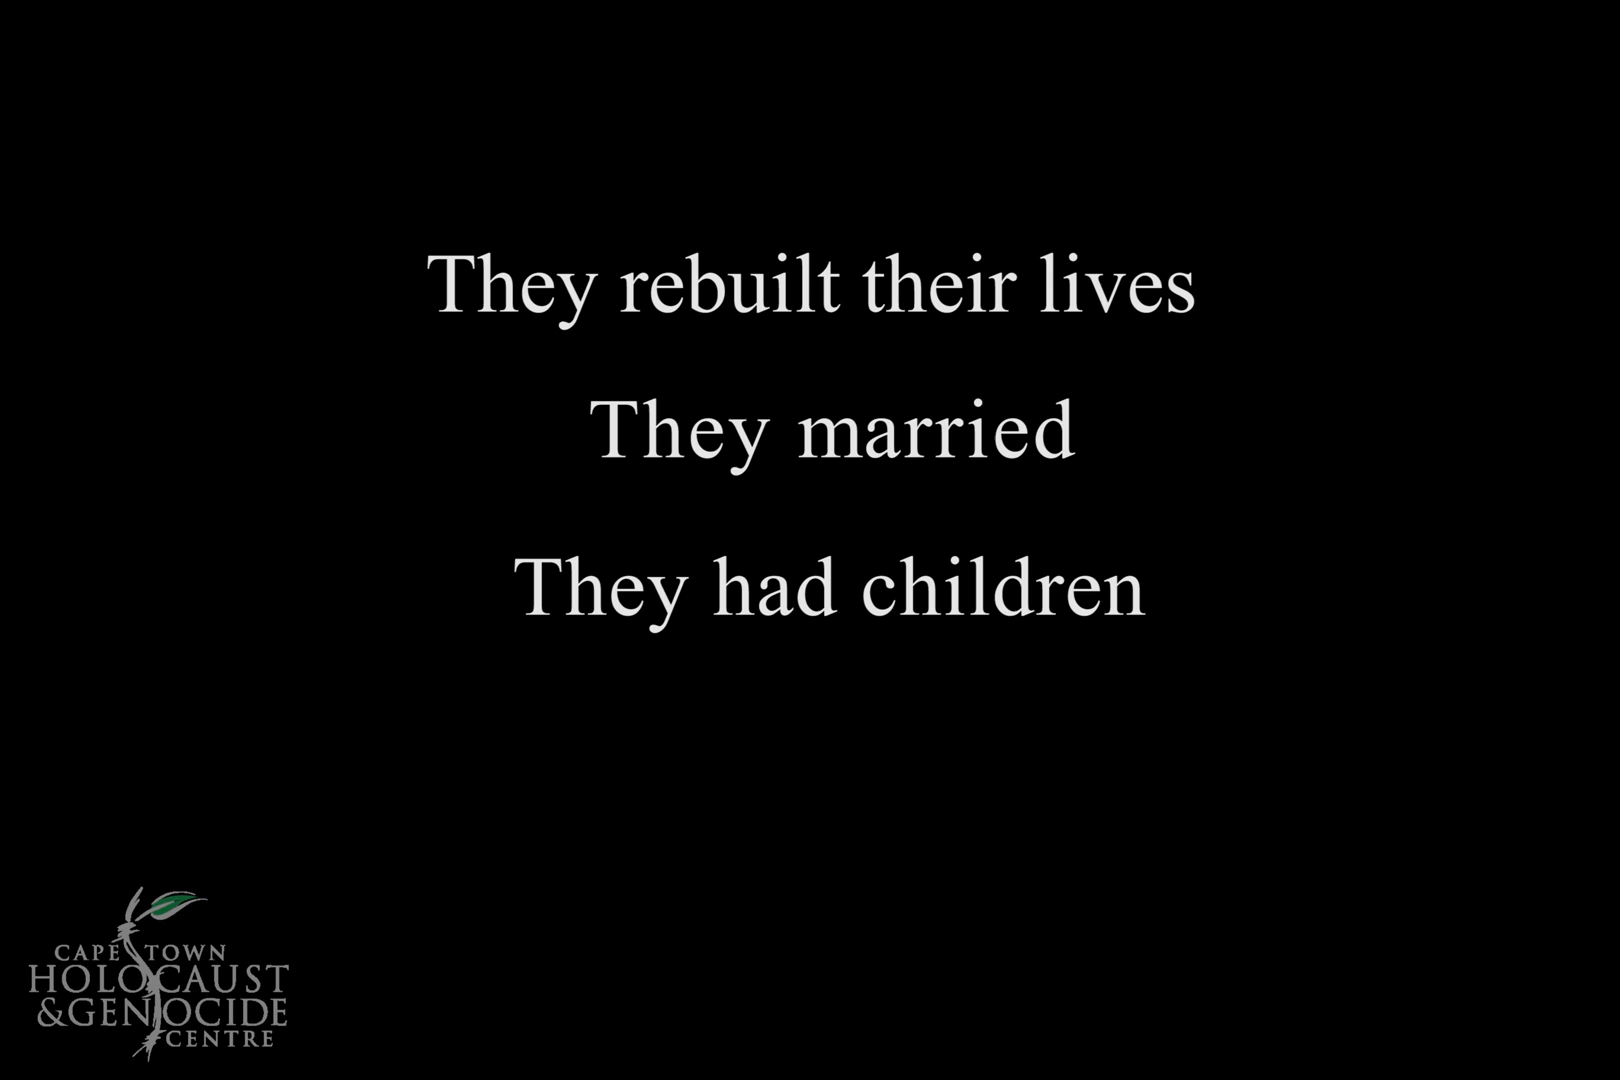 They rebuilt their lives
They married
They had children
CAPE TOWN
HOLOCAUST
&GENOCIDE
CENTRE